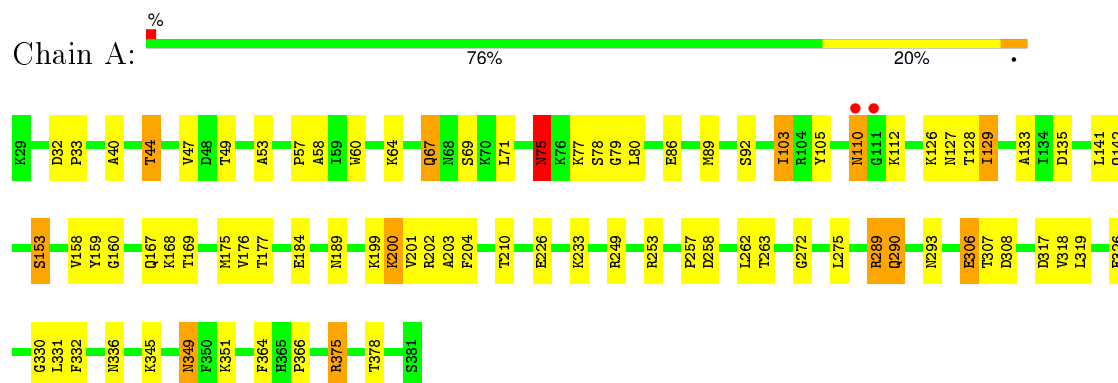 %
Chain A:
76% 20% •
K29 D32 P33 A40 T44 V47 D48 T49 A53 P57 A58 I59 W60 K64 Q67 N68 S69 K70 L71 N75 K76 K77 S78 G79 L80 E86 M89 S92 I103 R104 Y105 N110 G111 K112 K126 N127 T128 I129 A133 I134 D135 L141
S153 V158 Y159 G160 Q167 K168 T169 M175 V176 T177 E184 N189 K199 K200 V201 R202 A203 F204 T210 E226 K233 R249 R253 P257 D258 L262 T263 G272 L275 R289 Q290 N293 E306 T307 D308 D317 V318 L319
G330 L331 F332 N336 K345 N349 F350 K351 F364 H365 P366 R375 T378 S381